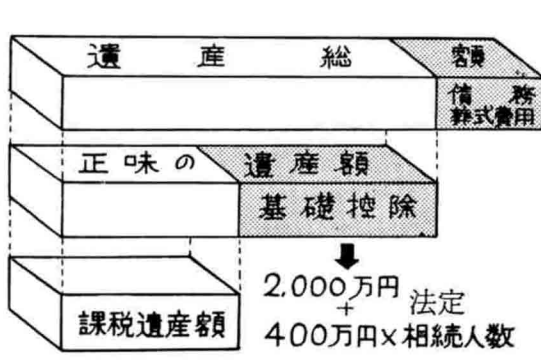 遺産総額
債務
葬式費用
正味の遺産額
基礎控除
2,000万円
+
法定
400万円×相続人数
課税遺産額